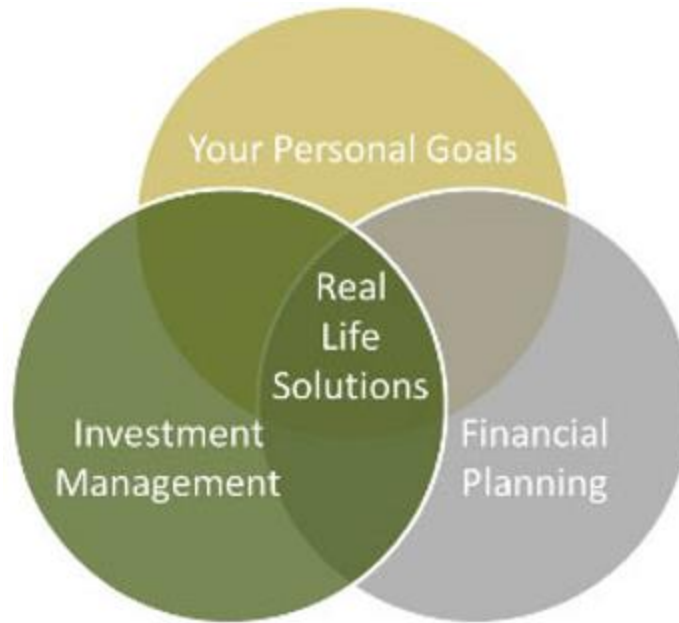 Your Personal Goals
Real
Life
Solutions
Investment
Management
Financial
Planning